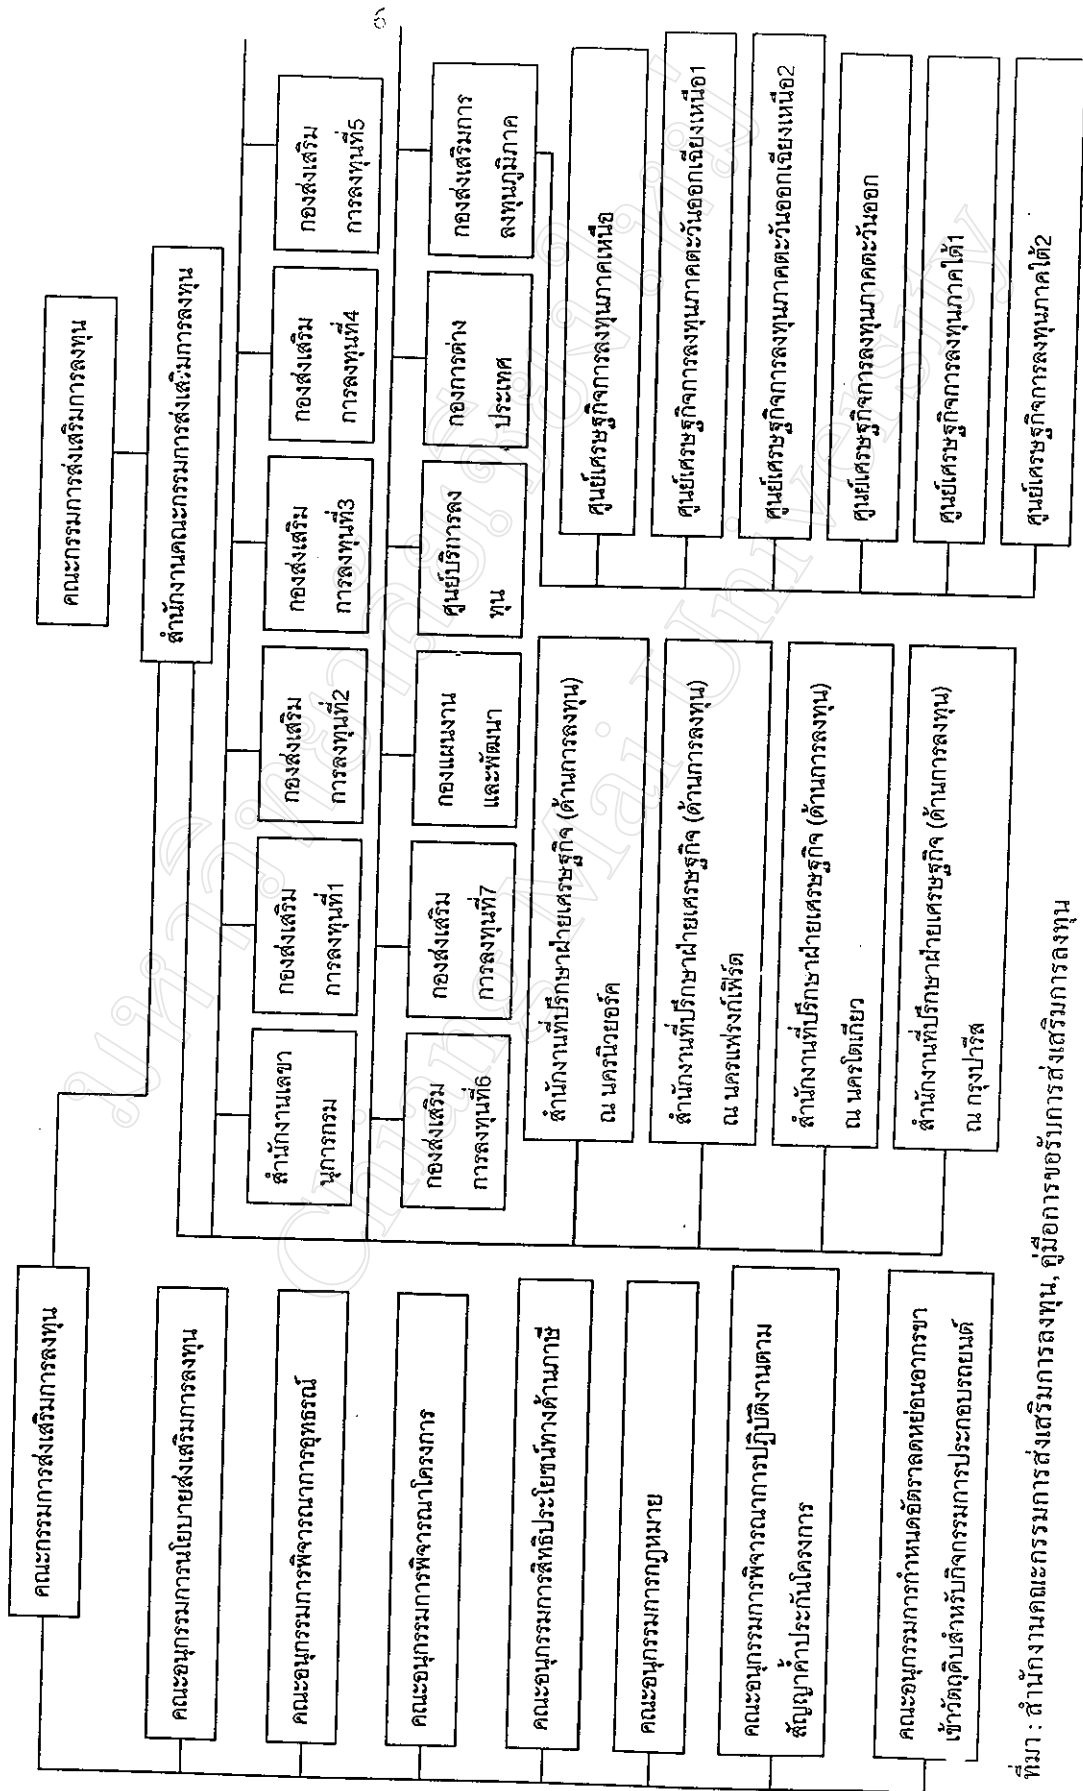 6
คณะกรรมการส่งเสริมการลงทุน
สำนักงานคณะกรรมการส่งเสริมการลงทุน
คณะกรรมการส่งเสริมการลงทุน
คณะอนุกรรมการนโยบายส่งเสริมการลงทุน
คณะอนุกรรมการพิจารณาการอุทธรณ์
คณะอนุกรรมการพิจารณาโครงการ
คณะอนุกรรมการสิทธิประโยชน์ทางด้านภาษี
คณะอนุกรรมการกฎหมาย
คณะอนุกรรมการพิจารณาการปฏิบัติงานตาม
สัญญาค้ำประกันโครงการ
คณะอนุกรรมการกำหนดอัตราลดหย่อนอากรขา
เข้าวัตถุดิบสำหรับกิจกรรมการประกอบรถยนต์
สำนักงานเลขา
นุการกรม
กองส่งเสริม
การลงทุนที่1
กองส่งเสริม
การลงทุนที่2
กองส่งเสริม
การลงทุนที่3
กองส่งเสริม
การลงทุนที่4
กองส่งเสริม
การลงทุนที่5
กองส่งเสริม
การลงทุนที่6
กองส่งเสริม
การลงทุนที่7
กองแผนงาน
และพัฒนา
ศูนย์บริการลง
ทุน
กองการต่าง
ประเทศ
กองส่งเสริมการ
ลงทุนภูมิภาค
สำนักงานที่ปรึกษาฝ่ายเศรษฐกิจ (ด้านการลงทุน)
ณ นครนิวยอร์ค
สำนักงานที่ปรึกษาฝ่ายเศรษฐกิจ (ด้านการลงทุน)
ณ นครแฟรงก์เฟิร์ต
สำนักงานที่ปรึกษาฝ่ายเศรษฐกิจ (ด้านการลงทุน)
ณ นครโตเกียว
สำนักงานที่ปรึกษาฝ่ายเศรษฐกิจ (ด้านการลงทุน)
ณ กรุงปารีส
ศูนย์เศรษฐกิจการลงทุนภาคเหนือ
ศูนย์เศรษฐกิจการลงทุนภาคตะวันออกเฉียงเหนือ1
ศูนย์เศรษฐกิจการลงทุนภาคตะวันออกเฉียงเหนือ2
ศูนย์เศรษฐกิจการลงทุนภาคตะวันออก
ศูนย์เศรษฐกิจการลงทุนภาคใต้1
ศูนย์เศรษฐกิจการลงทุนภาคใต้2
ที่มา : สำนักงานคณะกรรมการส่งเสริมการลงทุน, คู่มือการขอรับการส่งเสริมการลงทุน
มหาวิทยาลัยเชียงใหม่
Chiang Mai University